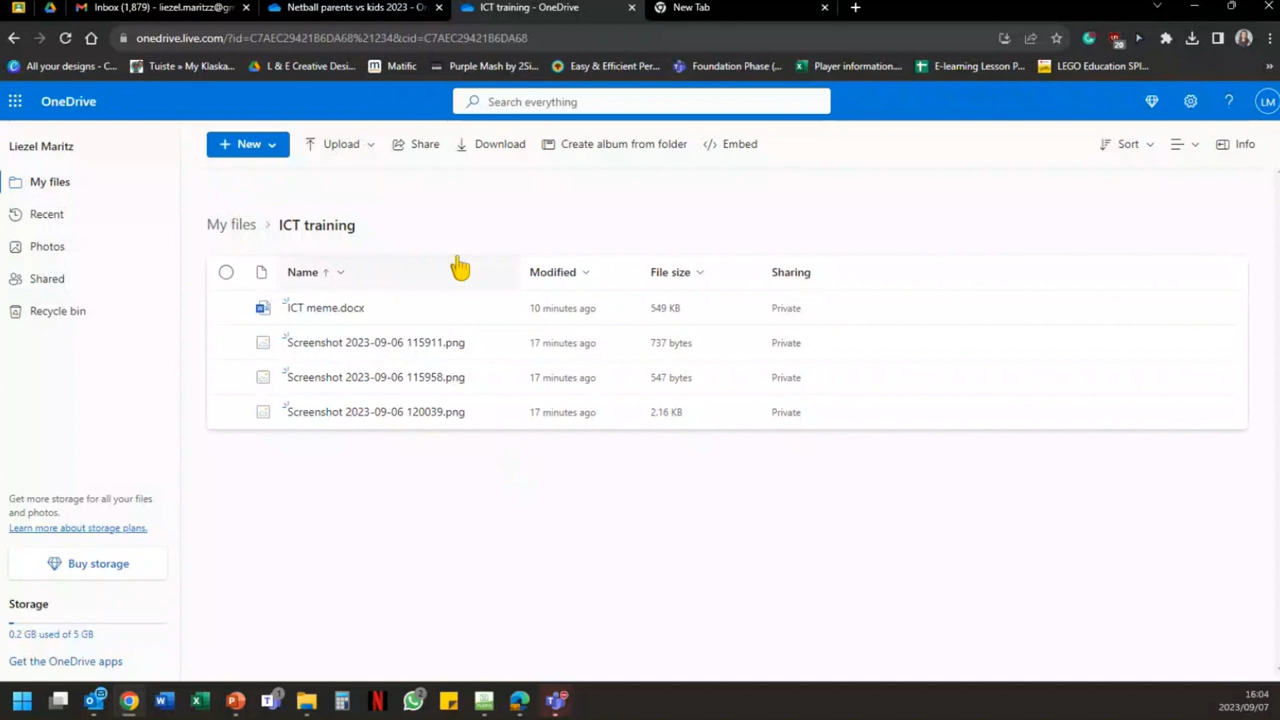 Inbox (1,879) - liezel.maritzz@gm
Netball parents vs kids 2023 - On
ICT training - OneDrive
New Tab
onedrive.live.com/?id=C7AEC29421B6DA68%21234&cid=C7AEC29421B6DA68
20
All your designs - C...
Tuiste » My Klaska...
L & E Creative Desi...
Matific
Purple Mash by 2Si...
Easy & Efficient Per...
Foundation Phase (...
Player information....
E-learning Lesson P...
LEGO Education SPI...
»
OneDrive
Search everything
?
LM
Liezel Maritz
+ New
Upload
Share
Download
Create album from folder
</> Embed
Sort
Info
My files
Recent
Photos
Shared
Recycle bin
My files > ICT training
Name
Modified
File size
Sharing
ICT meme.docx
10 minutes ago
549 KB
Private
Screenshot 2023-09-06 115911.png
17 minutes ago
737 bytes
Private
Screenshot 2023-09-06 115958.png
17 minutes ago
547 bytes
Private
Screenshot 2023-09-06 120039.png
17 minutes ago
2.16 KB
Private
Get more storage for all your files
and photos.
Learn more about storage plans.
Buy storage
Storage
0.2 GB used of 5 GB
Get the OneDrive apps
16:04
2023/09/07